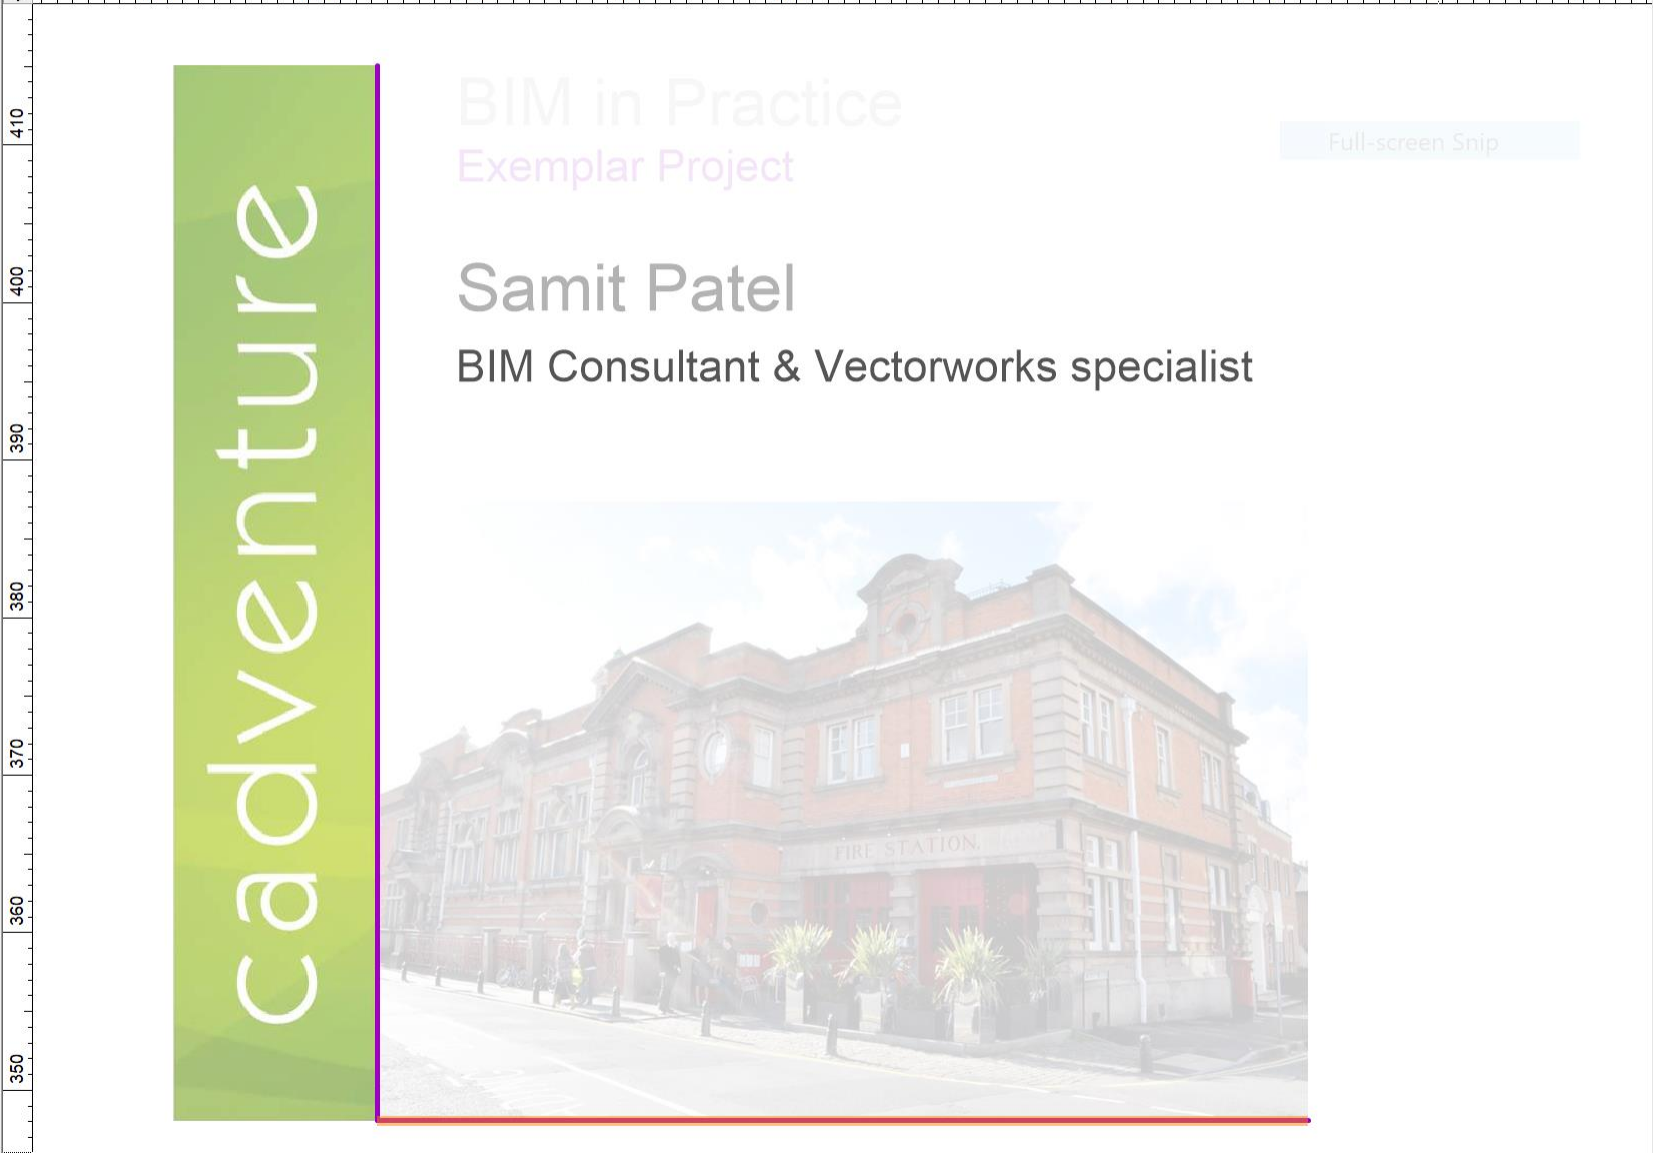 BIM in Practice
Exemplar Project
Full-screen Snip
Samit Patel
BIM Consultant & Vectorworks specialist
cadventure
FIRE STATION.
410
400
390
380
370
360
350